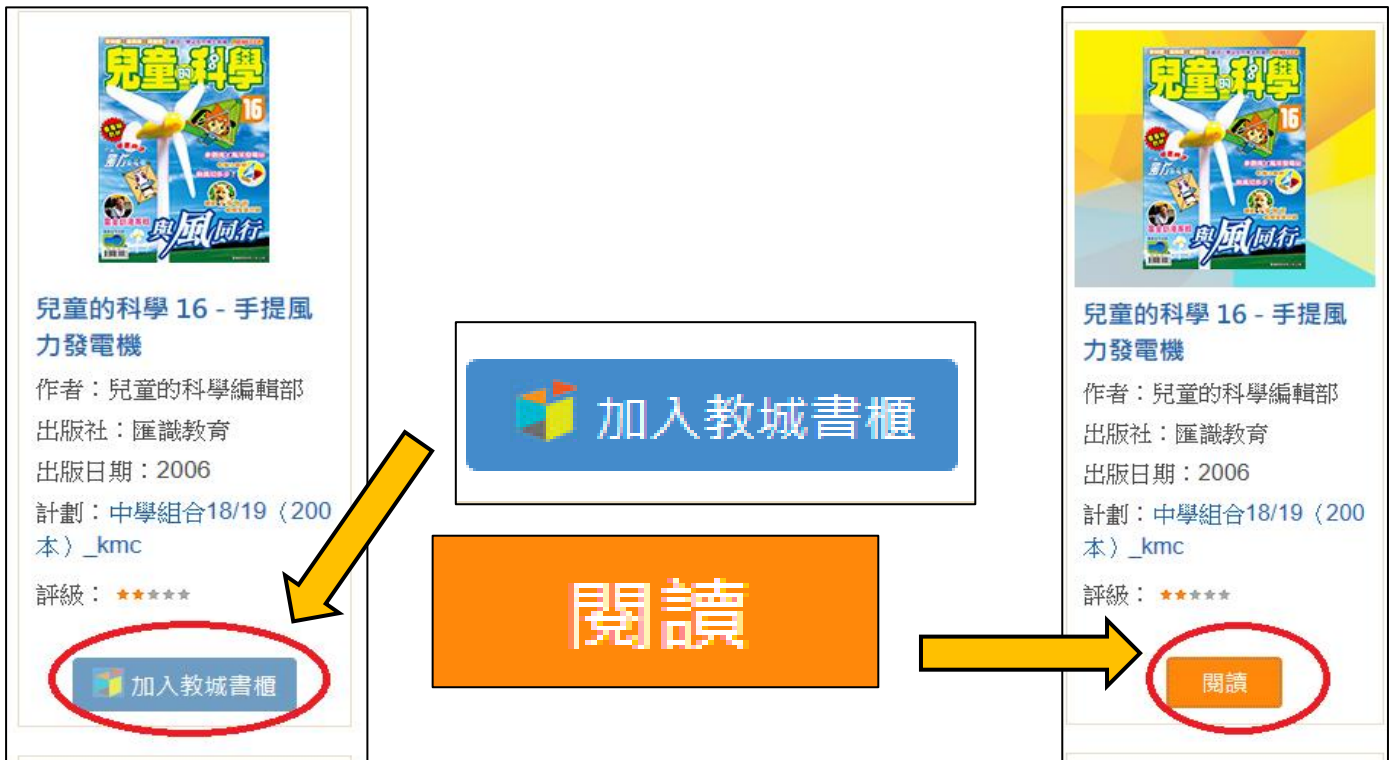 兒童的科學
16
與風同行
兒童的科學 16 - 手提風
力發電機
作者：兒童的科學編輯部
出版社：匯識教育
出版日期：2006
計劃：中學組合18/19（200
本）_kmc
評級：
加入教城書櫃
加入教城書櫃
閱讀
兒童的科學
16
與風同行
兒童的科學 16 - 手提風
力發電機
作者：兒童的科學編輯部
出版社：匯識教育
出版日期：2006
計劃：中學組合18/19（200
本）_kmc
評級：
閱讀